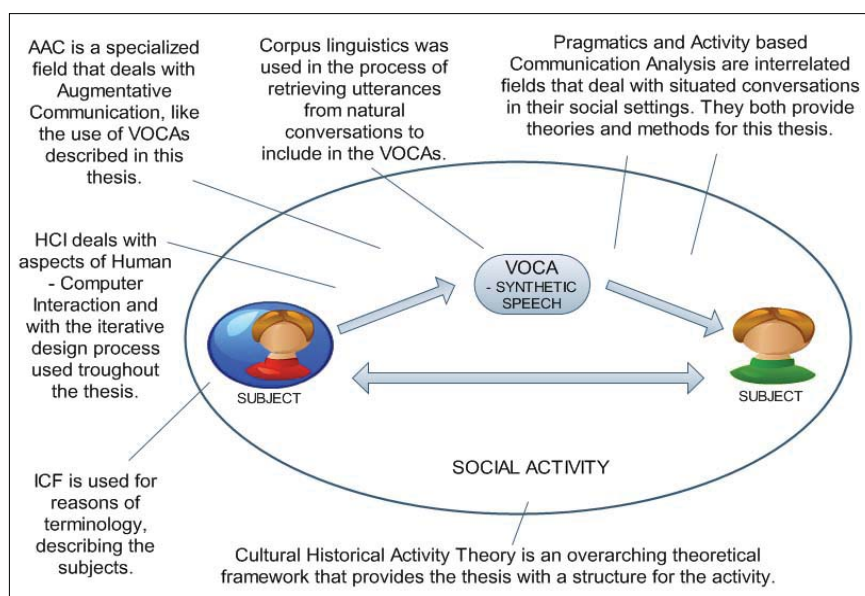 AAC is a specialized
field that deals with
Augmentative
Communication, like
the use of VOCAs
described in this
thesis.
Corpus linguistics was
used in the process of
retrieving utterances
from natural
conversations to
include in the VOCAs.
Pragmatics and Activity based
Communication Analysis are interrelated
fields that deal with situated conversations
in their social settings. They both provide
theories and methods for this thesis.
HCI deals with
aspects of Human
- Computer
Interaction and
with the iterative
design process
used troughout
the thesis.
VOCA
- SYNTHETIC
SPEECH
SUBJECT
SUBJECT
SOCIAL ACTIVITY
ICF is used for
reasons of
terminology,
describing the
subjects.
Cultural Historical Activity Theory is an overarching theoretical
framework that provides the thesis with a structure for the activity.